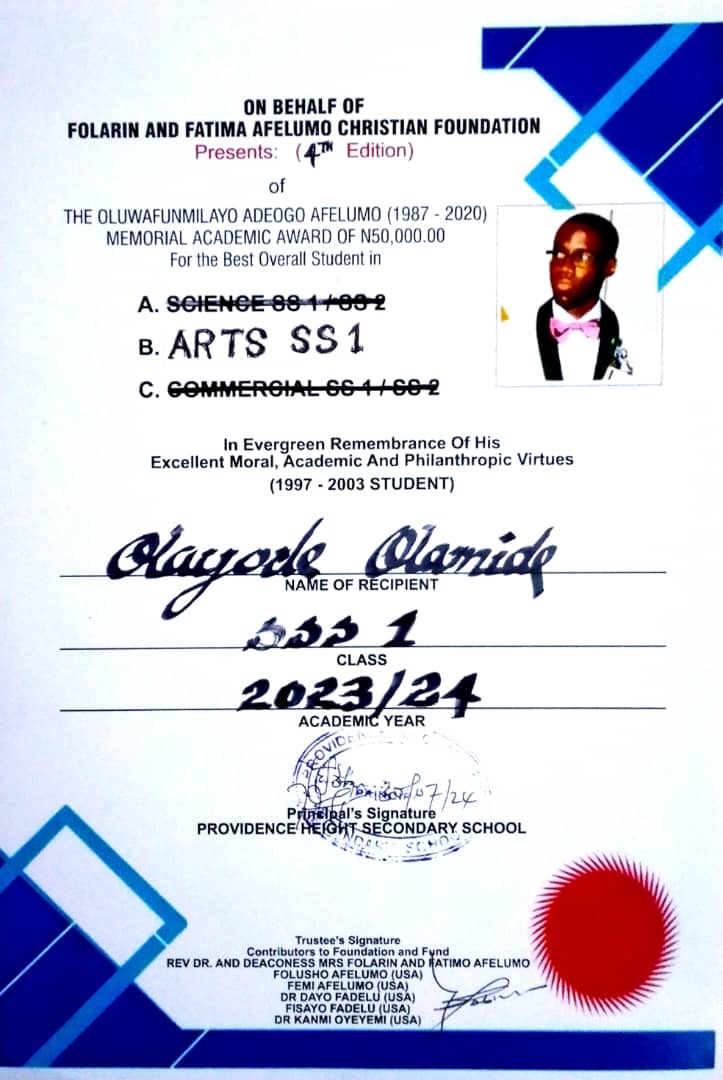 ON BEHALF OF
FOLARIN AND FATIMA AFELUMO CHRISTIAN FOUNDATION
Presents: (4TH Edition)
of
THE OLUWAFUNMILAYO ADEOGO AFELUMO (1987 - 2020)
MEMORIAL ACADEMIC AWARD OF N50,000.00
For the Best Overall Student in
A. SCIENCE SS 1 / SS 2
B. ARTS SS1
C. COMMERCIAL SS 1 / SS 2
In Evergreen Remembrance Of His
Excellent Moral, Academic And Philanthropic Virtues
(1997 - 2003 STUDENT)
Olayode Olamide
NAME OF RECIPIENT
SSS 1
CLASS
2023/24
ACADEMIC YEAR
Principal's Signature
PROVIDENCE HEIGHT SECONDARY SCHOOL
Trustee's Signature
Contributors to Foundation and Fund
REV DR. AND DEACONESS MRS FOLARIN AND FATIMO AFELUMO
FOLUSHO AFELUMO (USA)
FEMI AFELUMO (USA)
DR DAYO FADELU (USA)
FISAYO FADELU (USA)
DR KANMI OYEYEMI (USA)